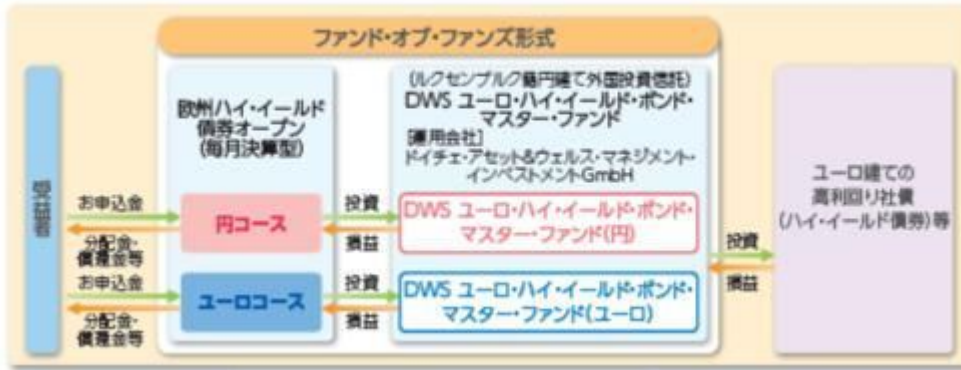 ファンド・オブ・ファンズ形式
受益者
欧州ハイ・イールド
債券オープン
(毎月決算型)
(ルクセンブルク籍円建て外国投資信託)
DWS ユーロ・ハイ・イールド・ボンド・
マスター・ファンド
[運用会社]
ドイチェ・アセット&ウェルス・マネジメント・
インベストメントGmbH
お申込金
分配金・
償還金等
円コース
投資
損益
DWS ユーロ・ハイ・イールド・ボンド・
マスター・ファンド(円)
お申込金
分配金・
償還金等
ユーロコース
投資
損益
DWS ユーロ・ハイ・イールド・ボンド・
マスター・ファンド(ユーロ)
投資
損益
ユーロ建ての
高利回り社債
(ハイ・イールド債券)等